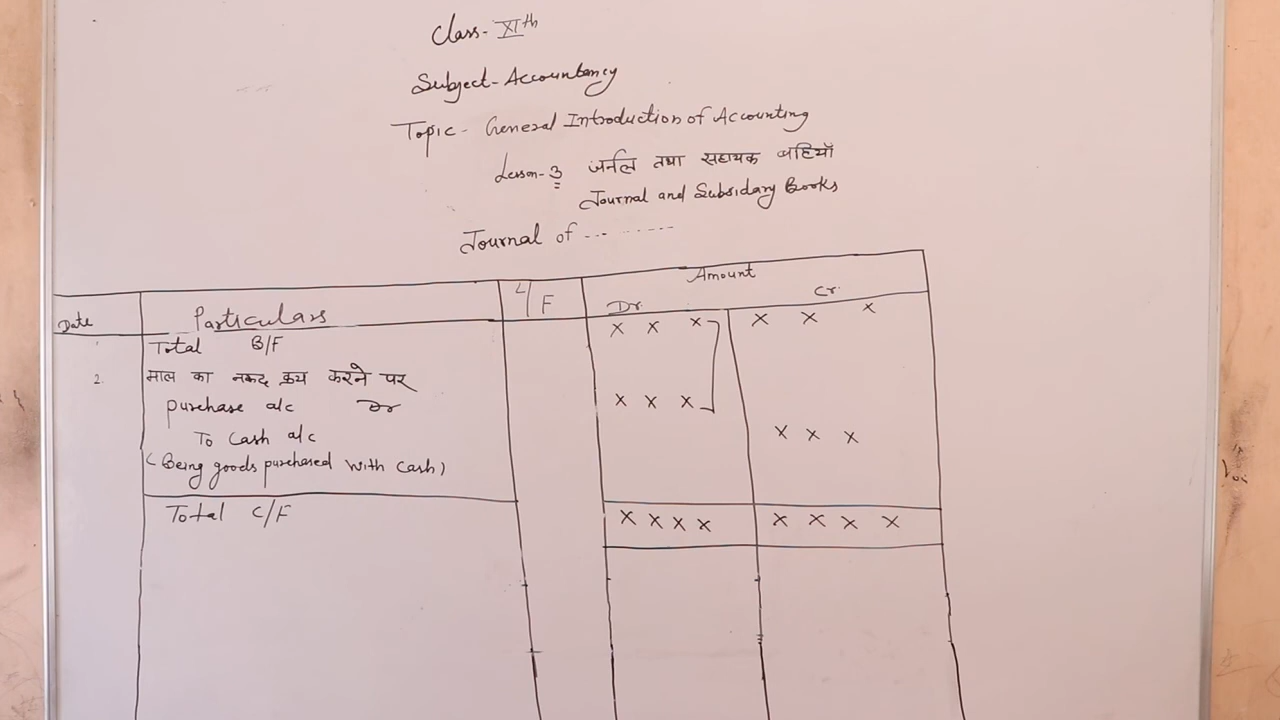 Class- XIth
Subject- Accountancy
Topic- General Introduction of Accounting
Lesson-3 जर्नल तथा सहायक बहियाँ
Journal and Subsidary Books
Journal of ----------
Amount
Date Particulars L/F Dr. Cr.
Total B/F x x x x x x
2. माल का नकद क्रय करने पर
purchase a/c Dr x x x
To Cash a/c x x x
(Being goods purchased with cash)
Total C/F x x x x x x x x